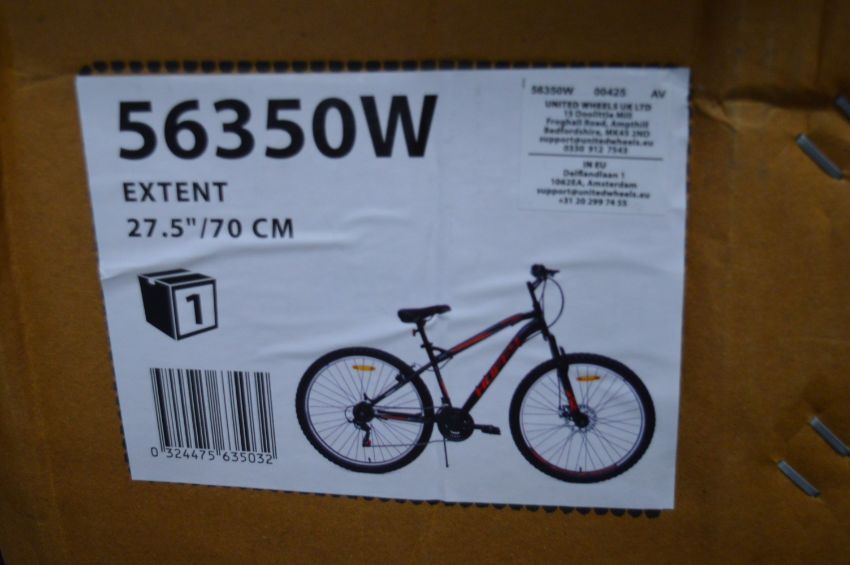 56350W
EXTENT
27.5"/70 CM
1
0 324475 635032
56350W 00425 AV
UNITED WHEELS UK LTD
15 Doolittle Mill
Froghall Road, Ampthill
Bedfordshire, MK45 2ND
support@unitedwheels.eu
0330 912 7543
IN EU
Delflandlaan 1
1062EA, Amsterdam
support@unitedwheels.eu
+31 20 299 74 55
HUFFY